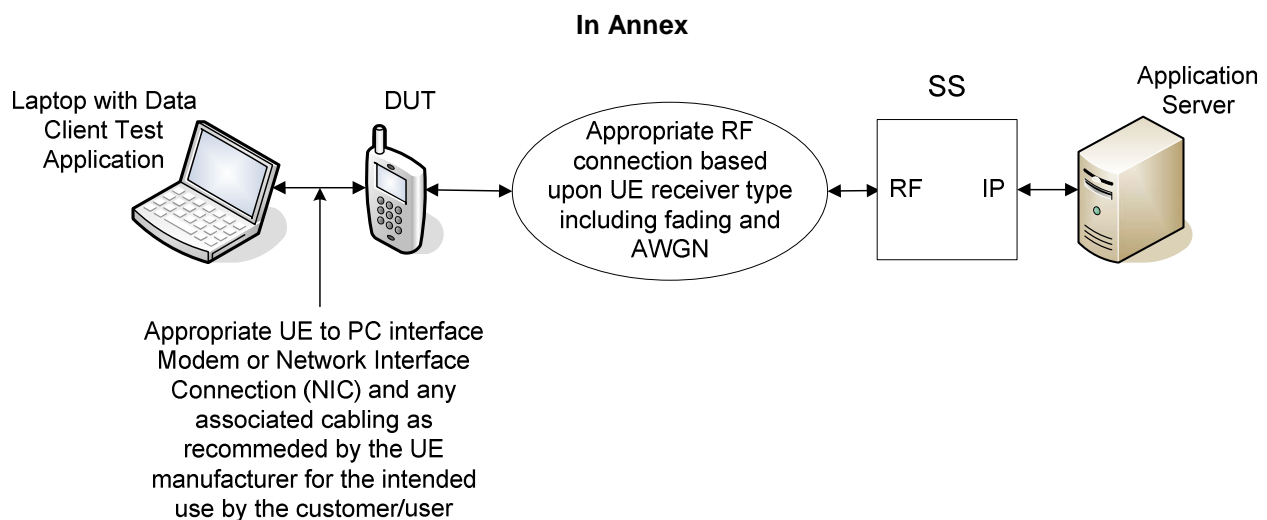 In Annex
Laptop with Data
Client Test
Application
DUT
Appropriate RF
connection based
upon UE receiver type
including fading and
AWGN
SS
RF
IP
Application
Server
Appropriate UE to PC interface
Modem or Network Interface
Connection (NIC) and any
associated cabling as
recommeded by the UE
manufacturer for the intended
use by the customer/user